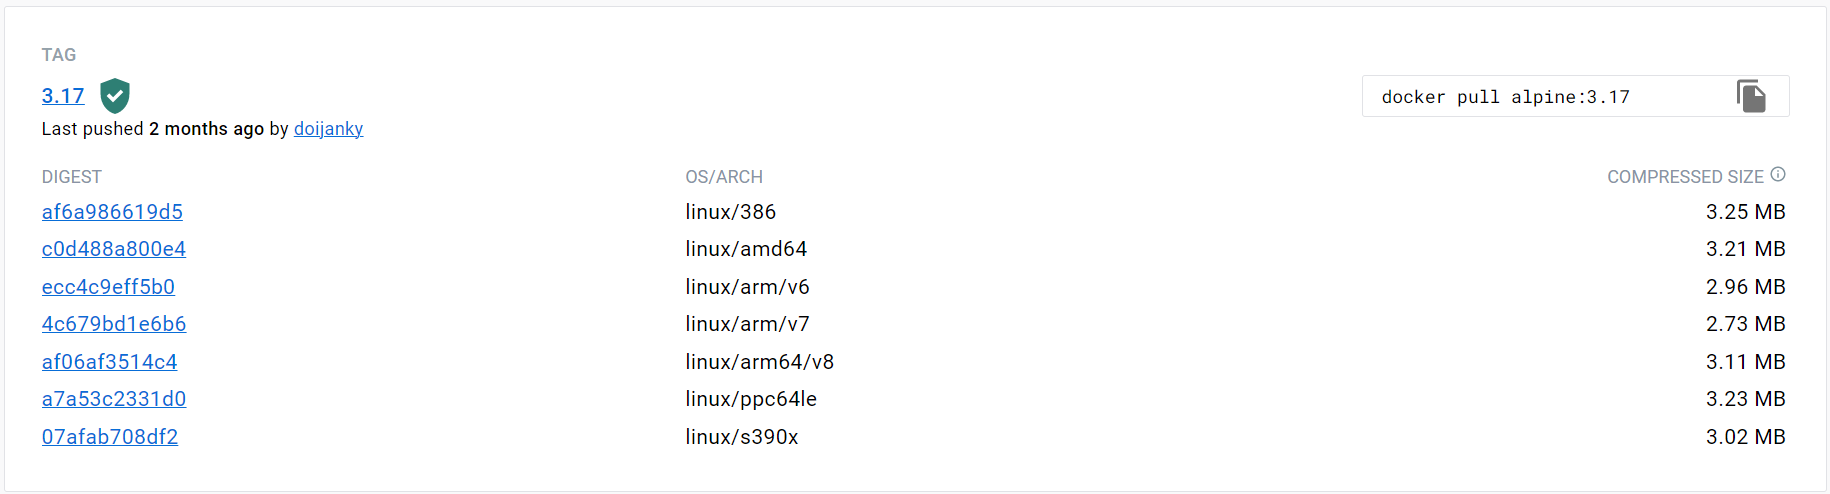 TAG
3.17
docker pull alpine:3.17
Last pushed 2 months ago by doijanky
DIGEST OS/ARCH COMPRESSED SIZE
af6a986619d5 linux/386 3.25 MB
c0d488a800e4 linux/amd64 3.21 MB
ecc4c9eff5b0 linux/arm/v6 2.96 MB
4c679bd1e6b6 linux/arm/v7 2.73 MB
af06af3514c4 linux/arm64/v8 3.11 MB
a7a53c2331d0 linux/ppc64le 3.23 MB
07afab708df2 linux/s390x 3.02 MB